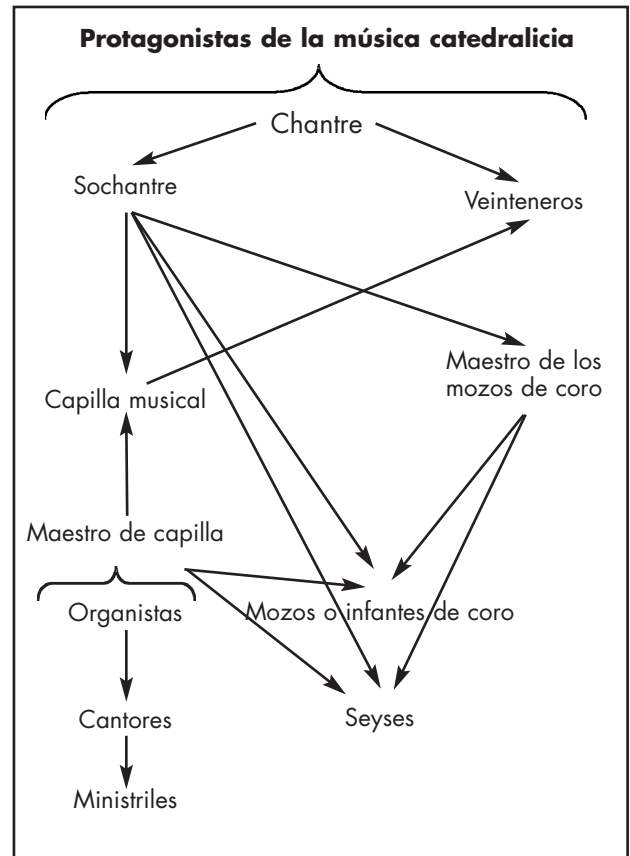 Protagonistas de la música catedralicia
Chantre
Sochantre
Veinteneros
Maestro de los
mozos de coro
Capilla musical
Maestro de capilla
Organistas
Mozos o infantes de coro
Cantores
Seyses
Ministriles